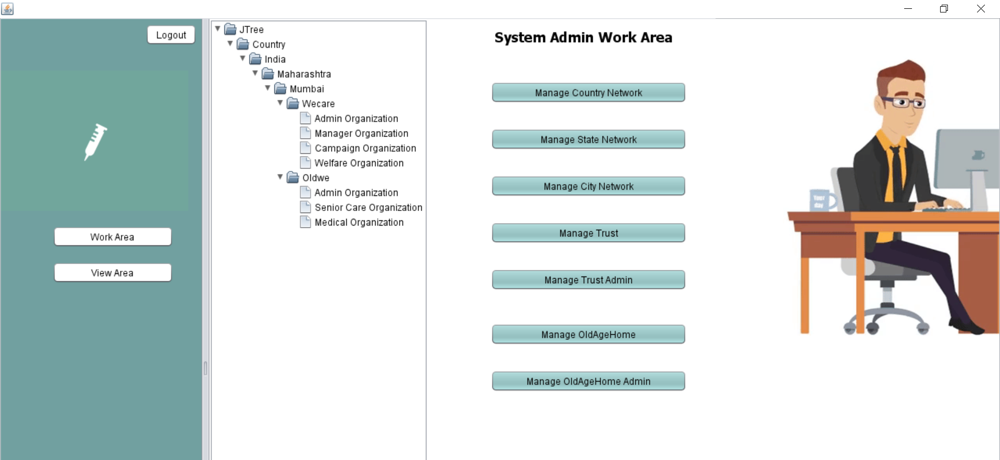 Logout
Work Area
View Area
JTree
Country
India
Maharashtra
Mumbai
Wecare
Admin Organization
Manager Organization
Campaign Organization
Welfare Organization
Oldwe
Admin Organization
Senior Care Organization
Medical Organization
System Admin Work Area
Manage Country Network
Manage State Network
Manage City Network
Manage Trust
Manage Trust Admin
Manage OldAgeHome
Manage OldAgeHome Admin
Your
day